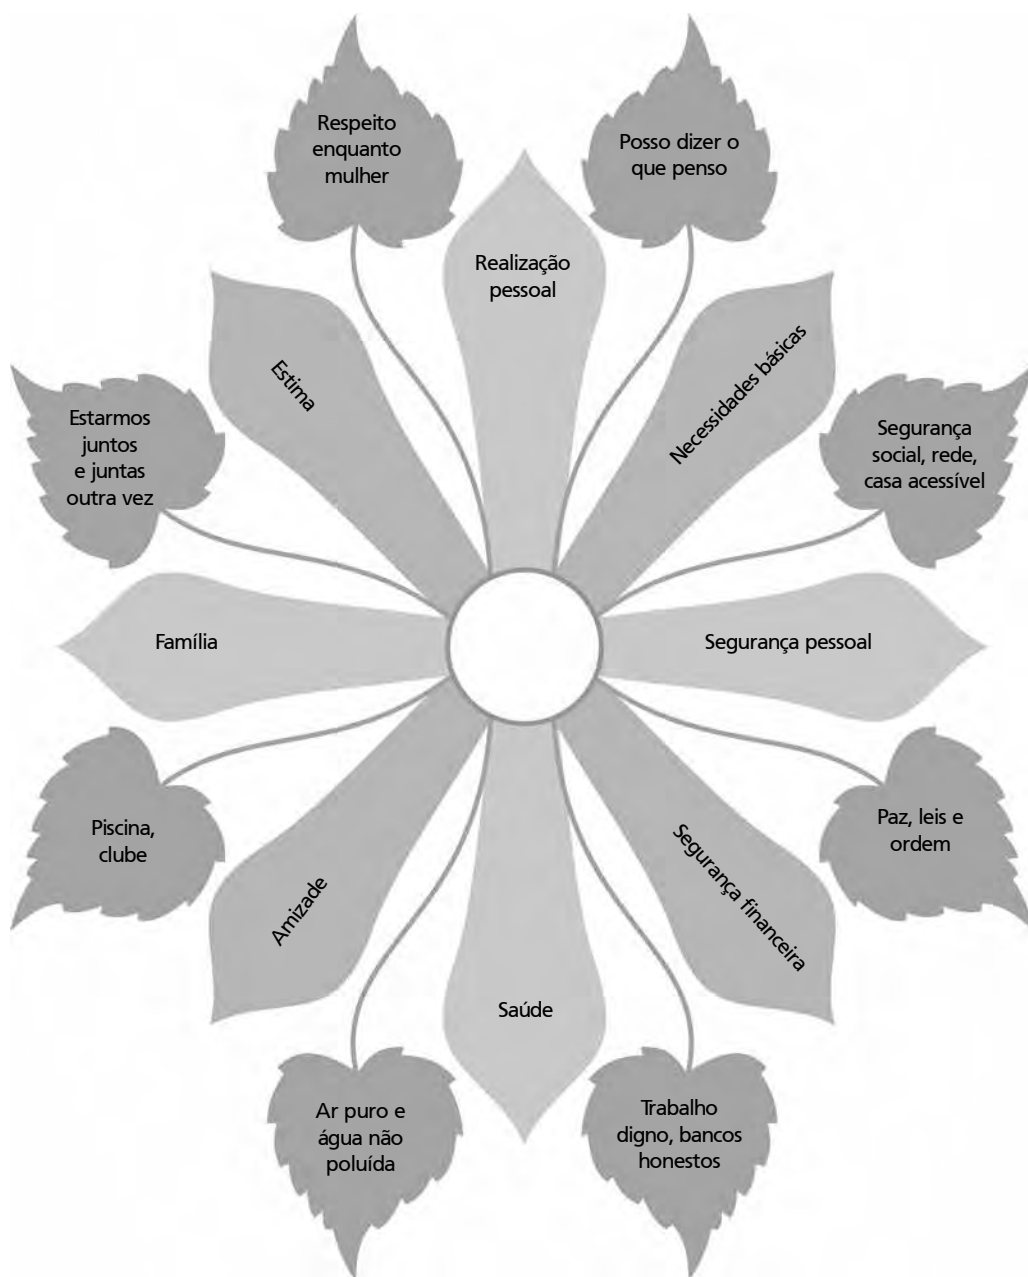 Respeito
enquanto
mulher
Posso dizer o
que penso
Realização
pessoal
Estima
Necessidades básicas
Estarmos
juntos
e juntas
outra vez
Segurança
social, rede,
casa acessível
Família
Segurança pessoal
Piscina,
clube
Paz, leis e
ordem
Amizade
Segurança financeira
Saúde
Ar puro e
água não
poluída
Trabalho
digno, bancos
honestos